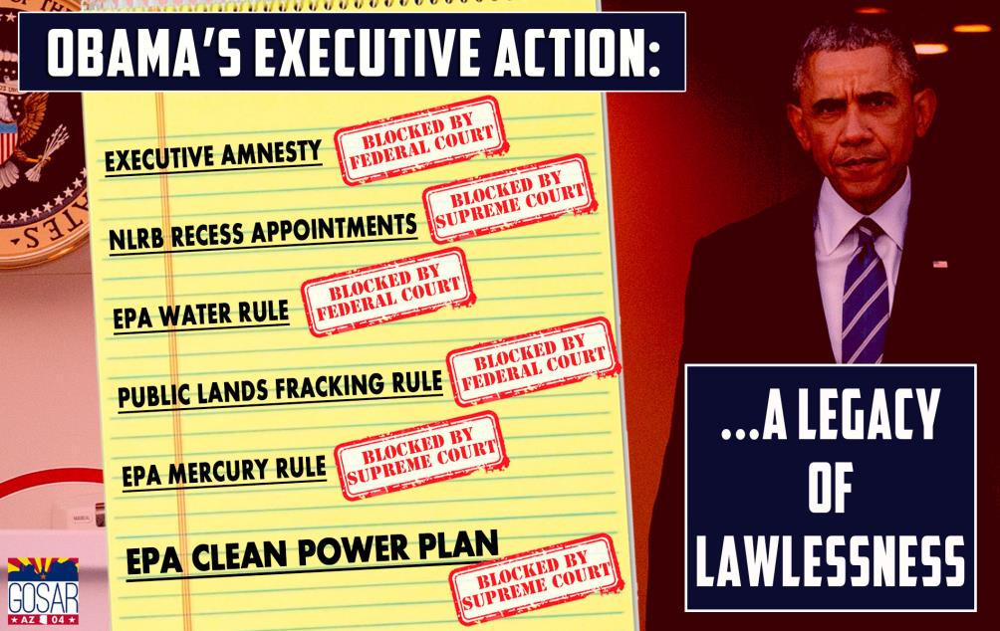 OBAMA'S EXECUTIVE ACTION:
EXECUTIVE AMNESTY
BLOCKED BY
FEDERAL COURT
NLRB RECESS APPOINTMENTS
BLOCKED BY
SUPREME COURT
EPA WATER RULE
BLOCKED BY
FEDERAL COURT
PUBLIC LANDS FRACKING RULE
BLOCKED BY
FEDERAL COURT
EPA MERCURY RULE
BLOCKED BY
SUPREME COURT
EPA CLEAN POWER PLAN
BLOCKED BY
SUPREME COURT
...A LEGACY
OF
LAWLESSNESS
GOSAR
AZ 04